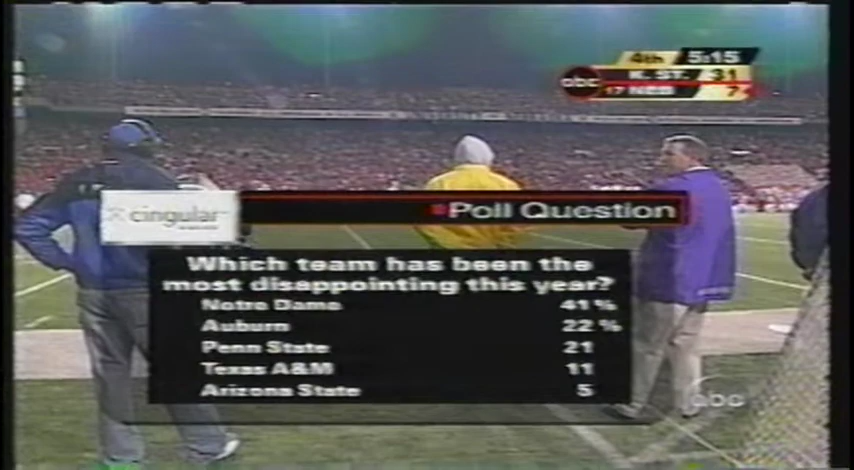 4th 5:15
abc K. ST. 31
17 NEB 7
cingular
Poll Question
Which team has been the
most disappointing this year?
Notre Dame 41 %
Auburn 22 %
Penn State 21
Texas A&M 11
Arizona State 5
abc